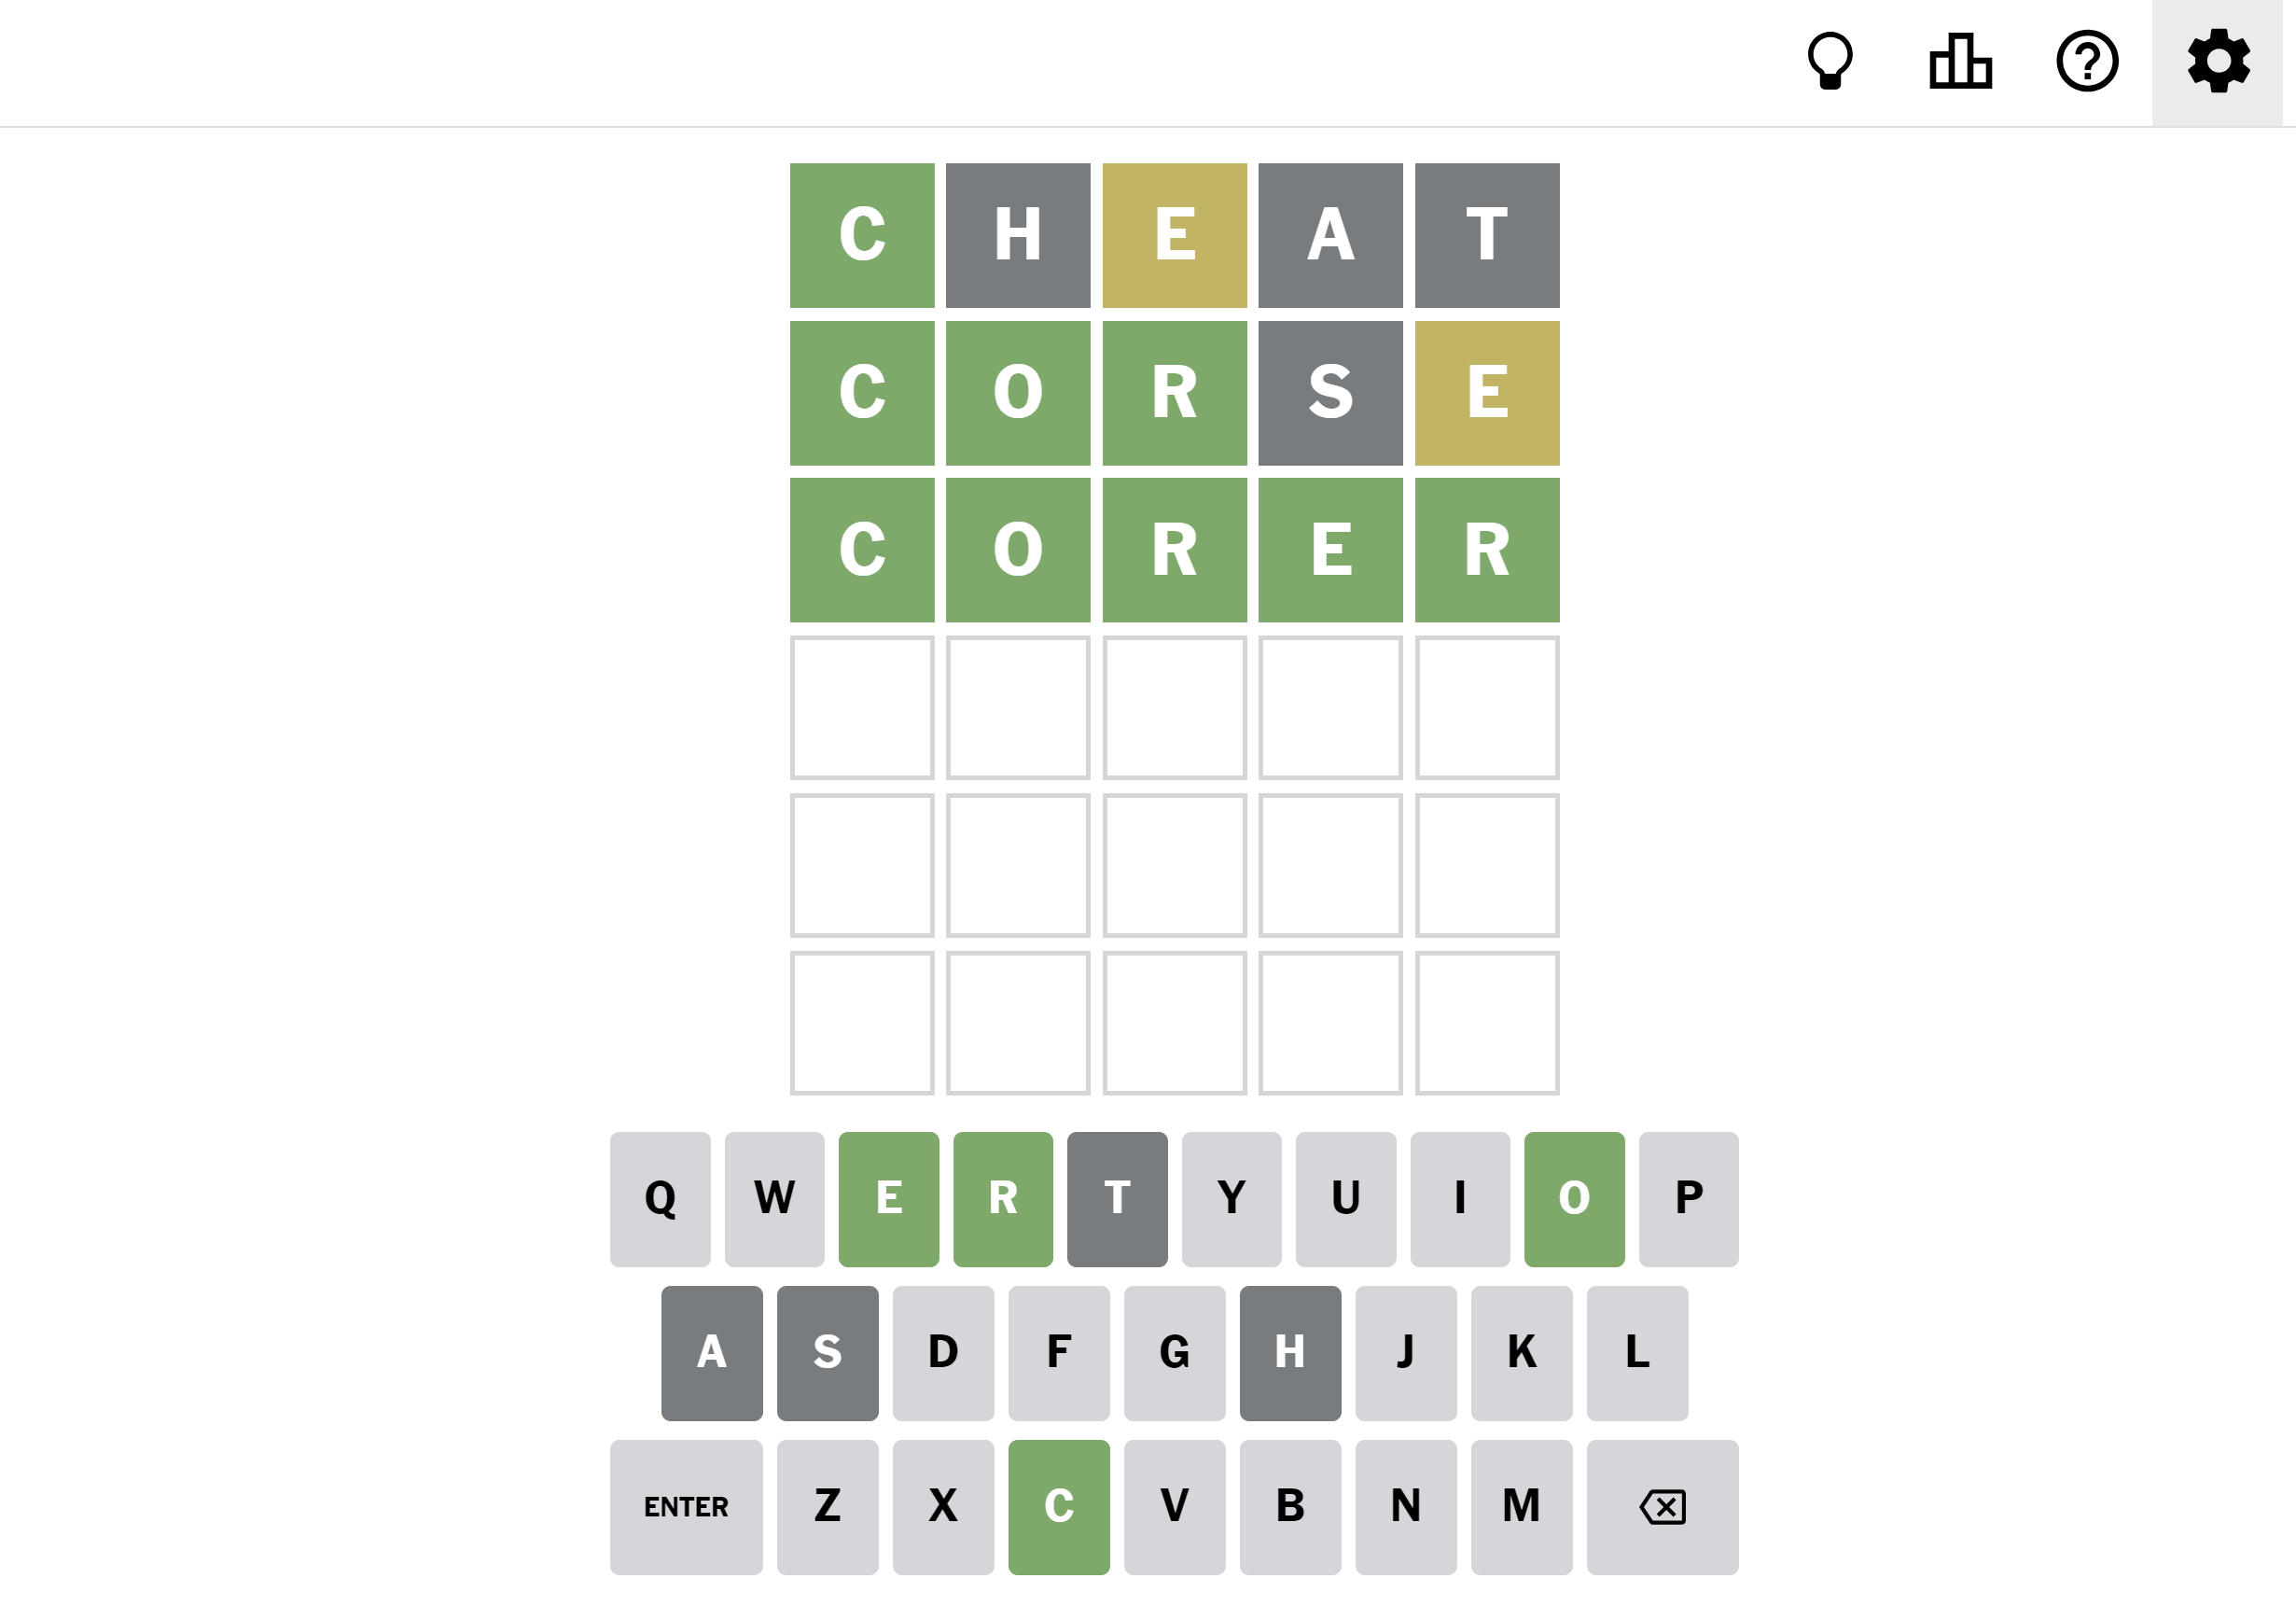 C H E A T
C O R S E
C O R E R
Q W E R T Y U I O P
A S D F G H J K L
ENTER Z X C V B N M